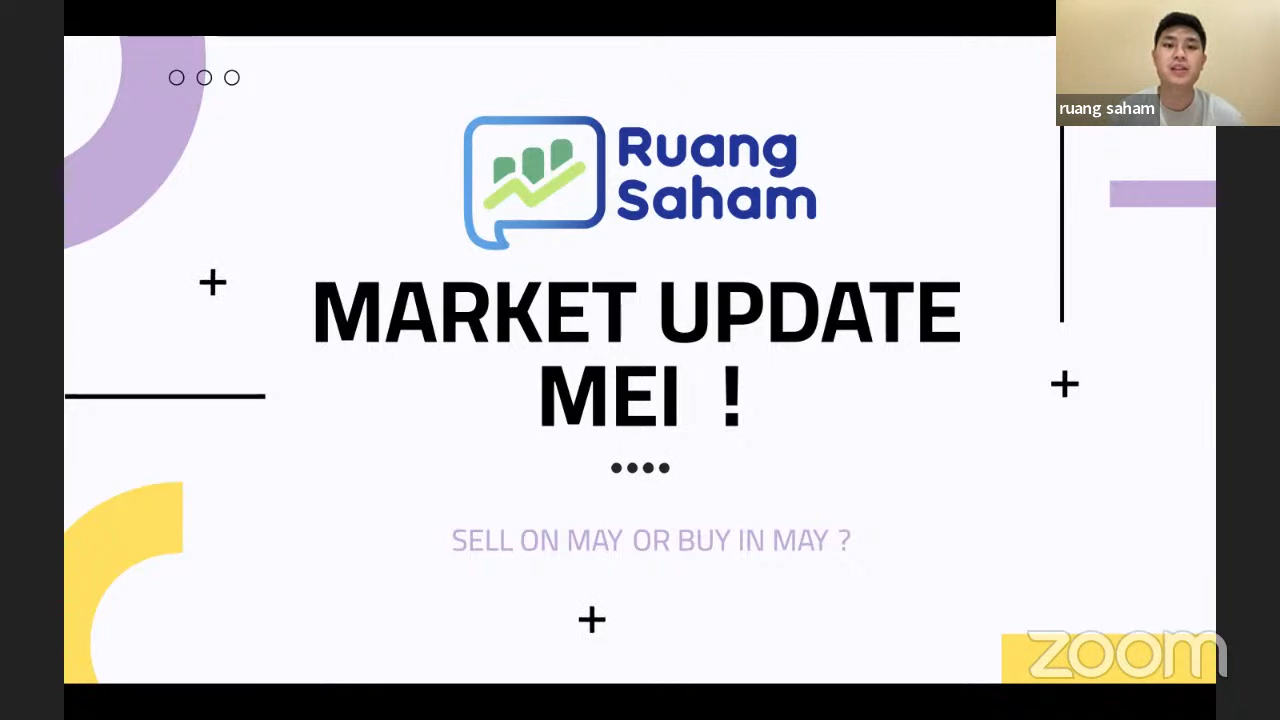 ruang saham
Ruang
Saham
MARKET UPDATE
MEI !
SELL ON MAY OR BUY IN MAY ?
zoom